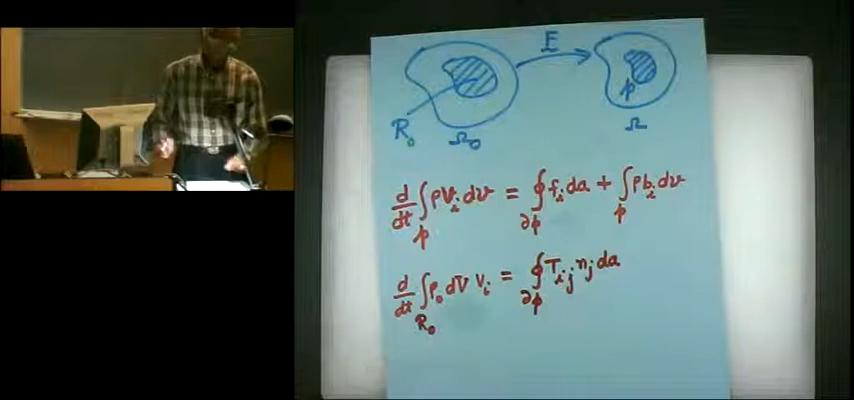 F
R₀ Ω₀ p Ω
d/dt ∫_p ρ v_i dv = ∮_∂p f_i da + ∫_p ρ b_i dv
d/dt ∫_R₀ ρ₀ dV v_i = ∮_∂p T_ij n_j da